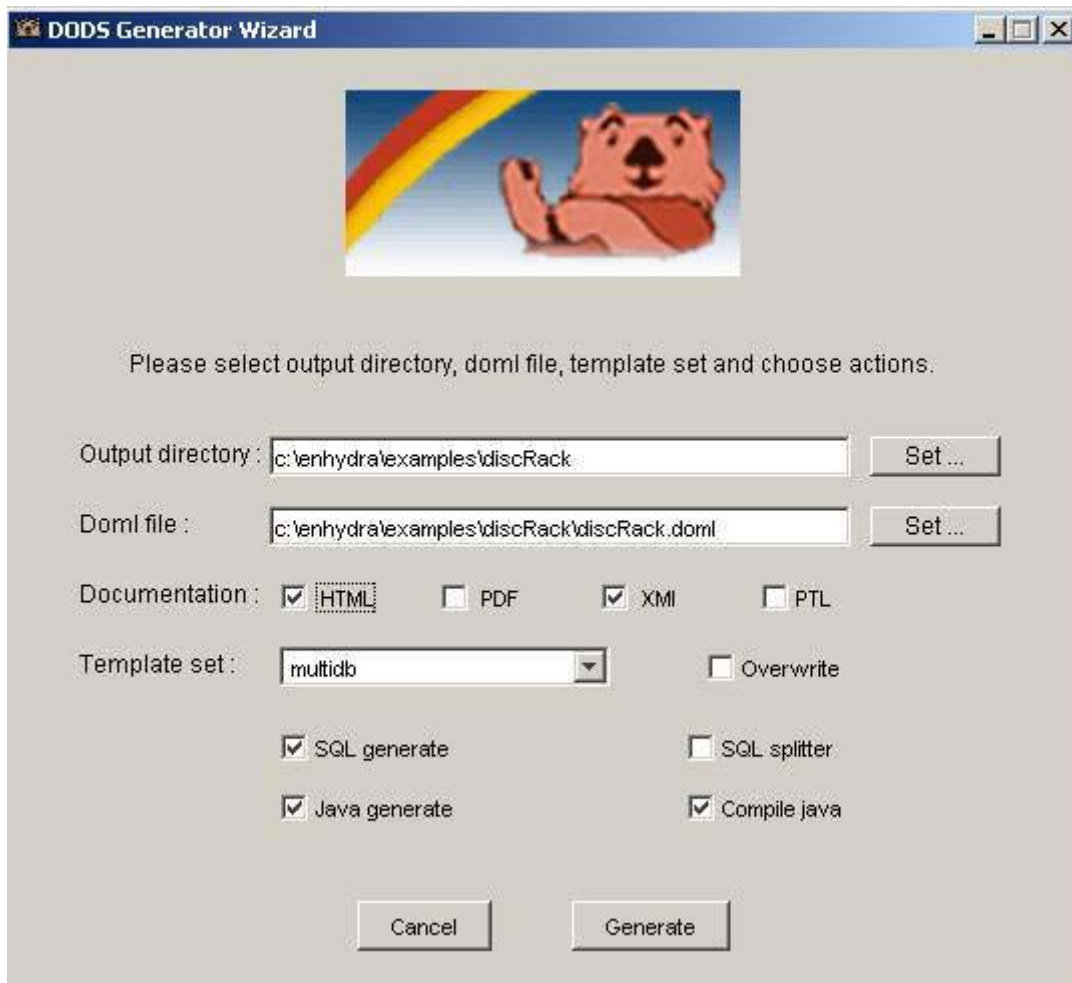 DODS Generator Wizard
Please select output directory, doml file, template set and choose actions.
Output directory : c:\enhydra\examples\discRack Set ...
Doml file : c:\enhydra\examples\discRack\discRack.doml Set ...
Documentation : HTML PDF XMI PTL
Template set : multidb Overwrite
SQL generate SQL splitter
Java generate Compile java
Cancel Generate